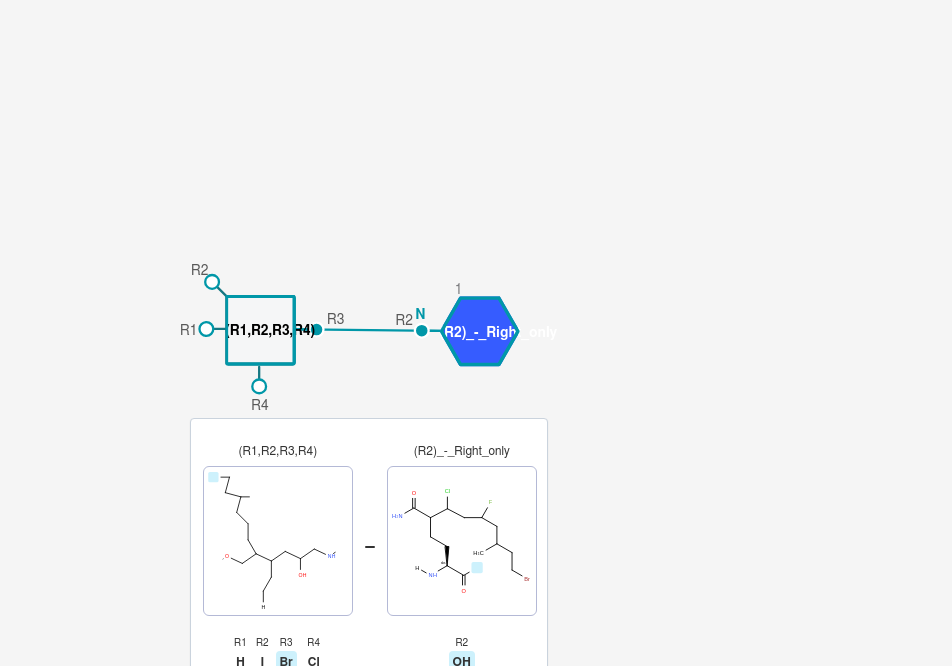 R2
1
R1
(R1,R2,R3,R4)
R3
R2
N
R2)_-_Right_only
R4
(R1,R2,R3,R4)
(R2)_-_Right_only
O
OH
H
O
Cl
F
H₂N
H₃C
H
NH
O
Br
R1 R2 R3 R4
R2
H I Br Cl
OH